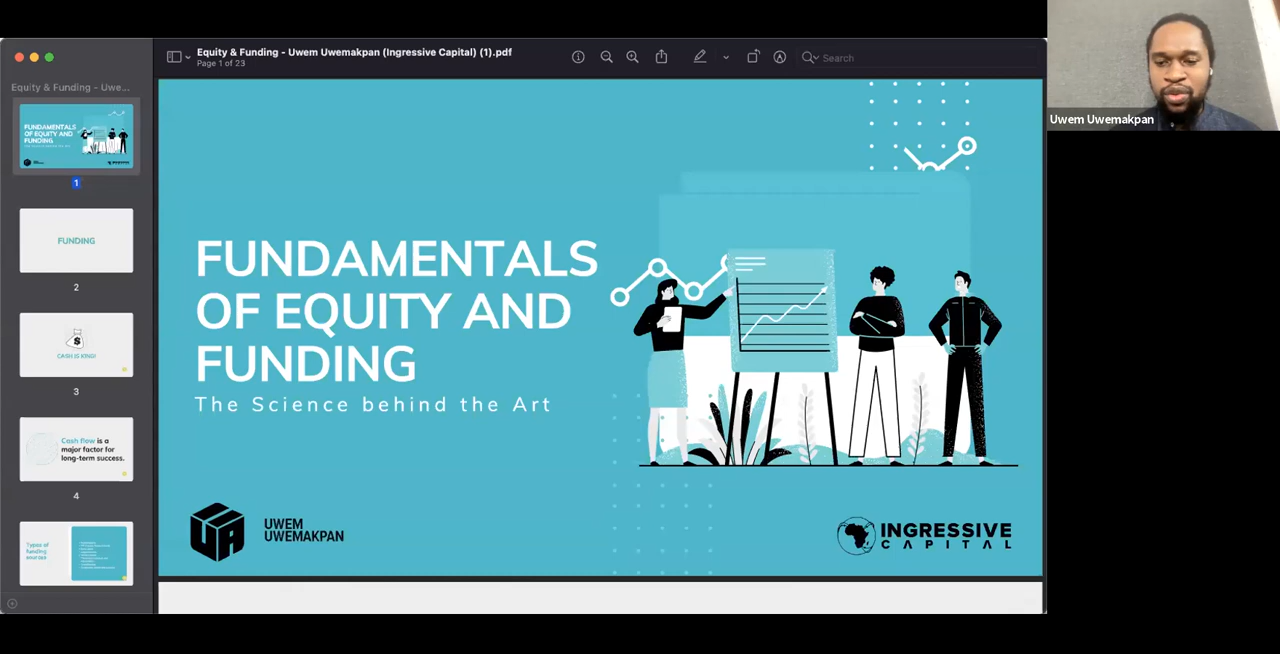 Equity & Funding - Uwem Uwemakpan (Ingressive Capital) (1).pdf
Page 1 of 23
Search
Uwem Uwemakpan
Equity & Funding - Uwe...
FUNDAMENTALS
OF EQUITY AND
FUNDING
1
FUNDING
2
$
CASH IS KING!
3
Cash flow is a
major factor for
long-term success.
4
Types of
funding
sources
FUNDAMENTALS
OF EQUITY AND
FUNDING
The Science behind the Art
UWEM
UWEMAKPAN
INGRESSIVE
CAPITAL